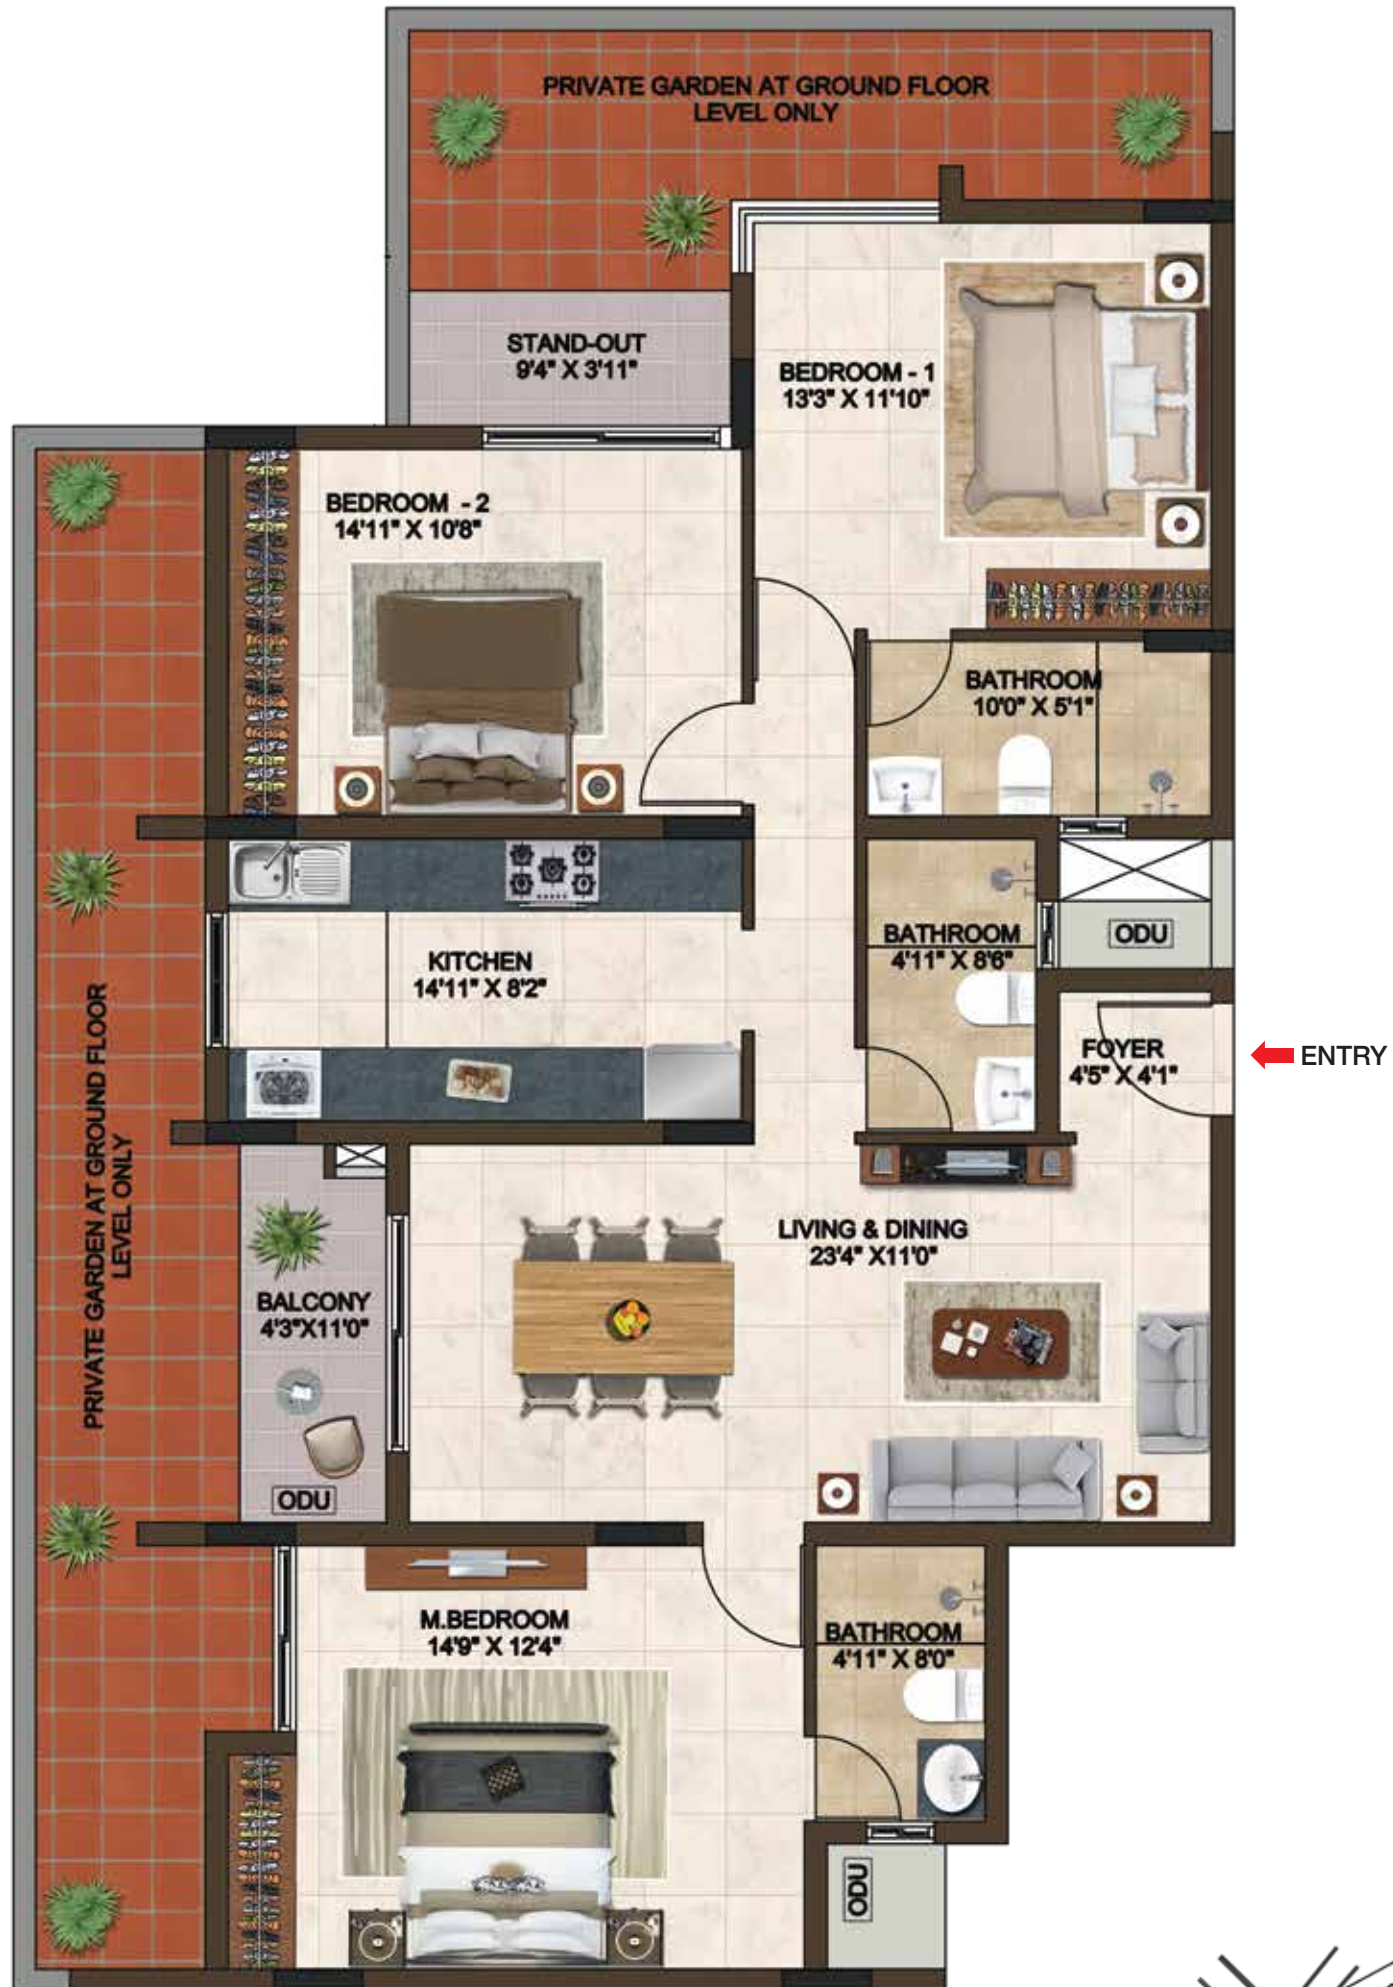 PRIVATE GARDEN AT GROUND FLOOR
LEVEL ONLY
STAND-OUT
9'4" X 3'11"
BEDROOM - 1
13'3" X 11'10"
BEDROOM - 2
14'11" X 10'8"
BATHROOM
10'0" X 5'1"
BATHROOM
4'11" X 8'6"
ODU
KITCHEN
14'11" X 8'2"
FOYER
4'5" X 4'1"
ENTRY
PRIVATE GARDEN AT GROUND FLOOR
LEVEL ONLY
LIVING & DINING
23'4" X11'0"
BALCONY
4'3"X11'0"
ODU
M.BEDROOM
14'9" X 12'4"
BATHROOM
4'11" X 8'0"
ODU